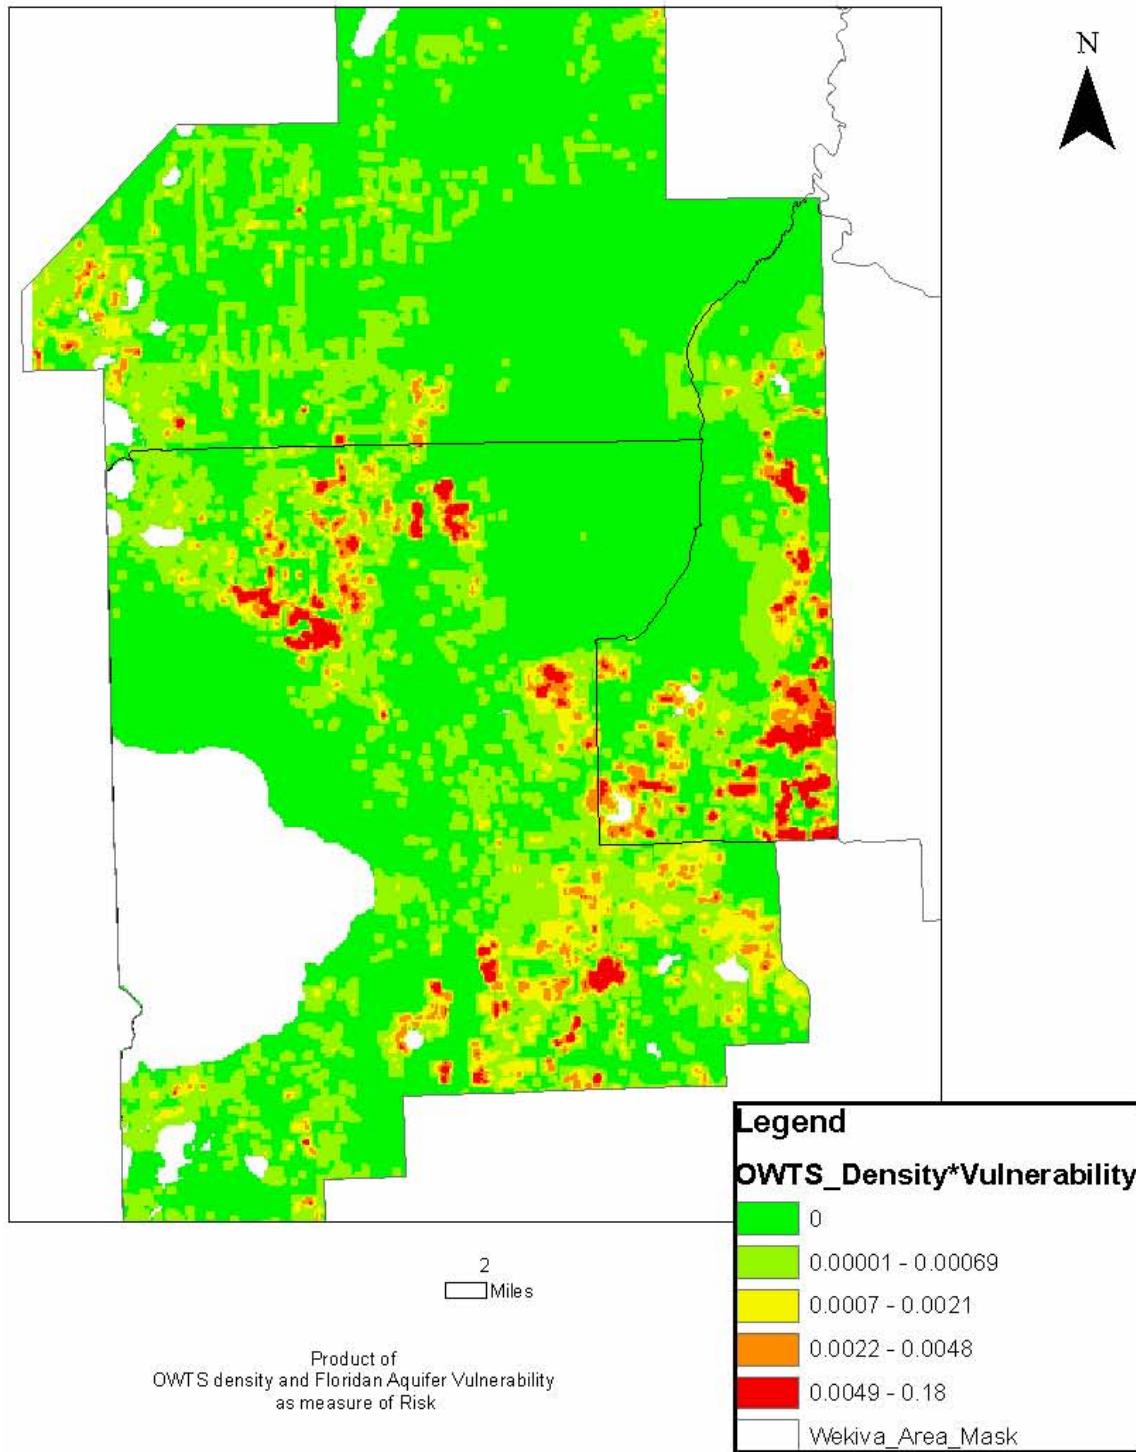 N
Legend
OWTS_Density*Vulnerability
0
0.00001 - 0.00069
0.0007 - 0.0021
0.0022 - 0.0048
0.0049 - 0.18
Wekiva_Area_Mask
2
Miles
Product of
OWTS density and Floridan Aquifer Vulnerability
as measure of Risk